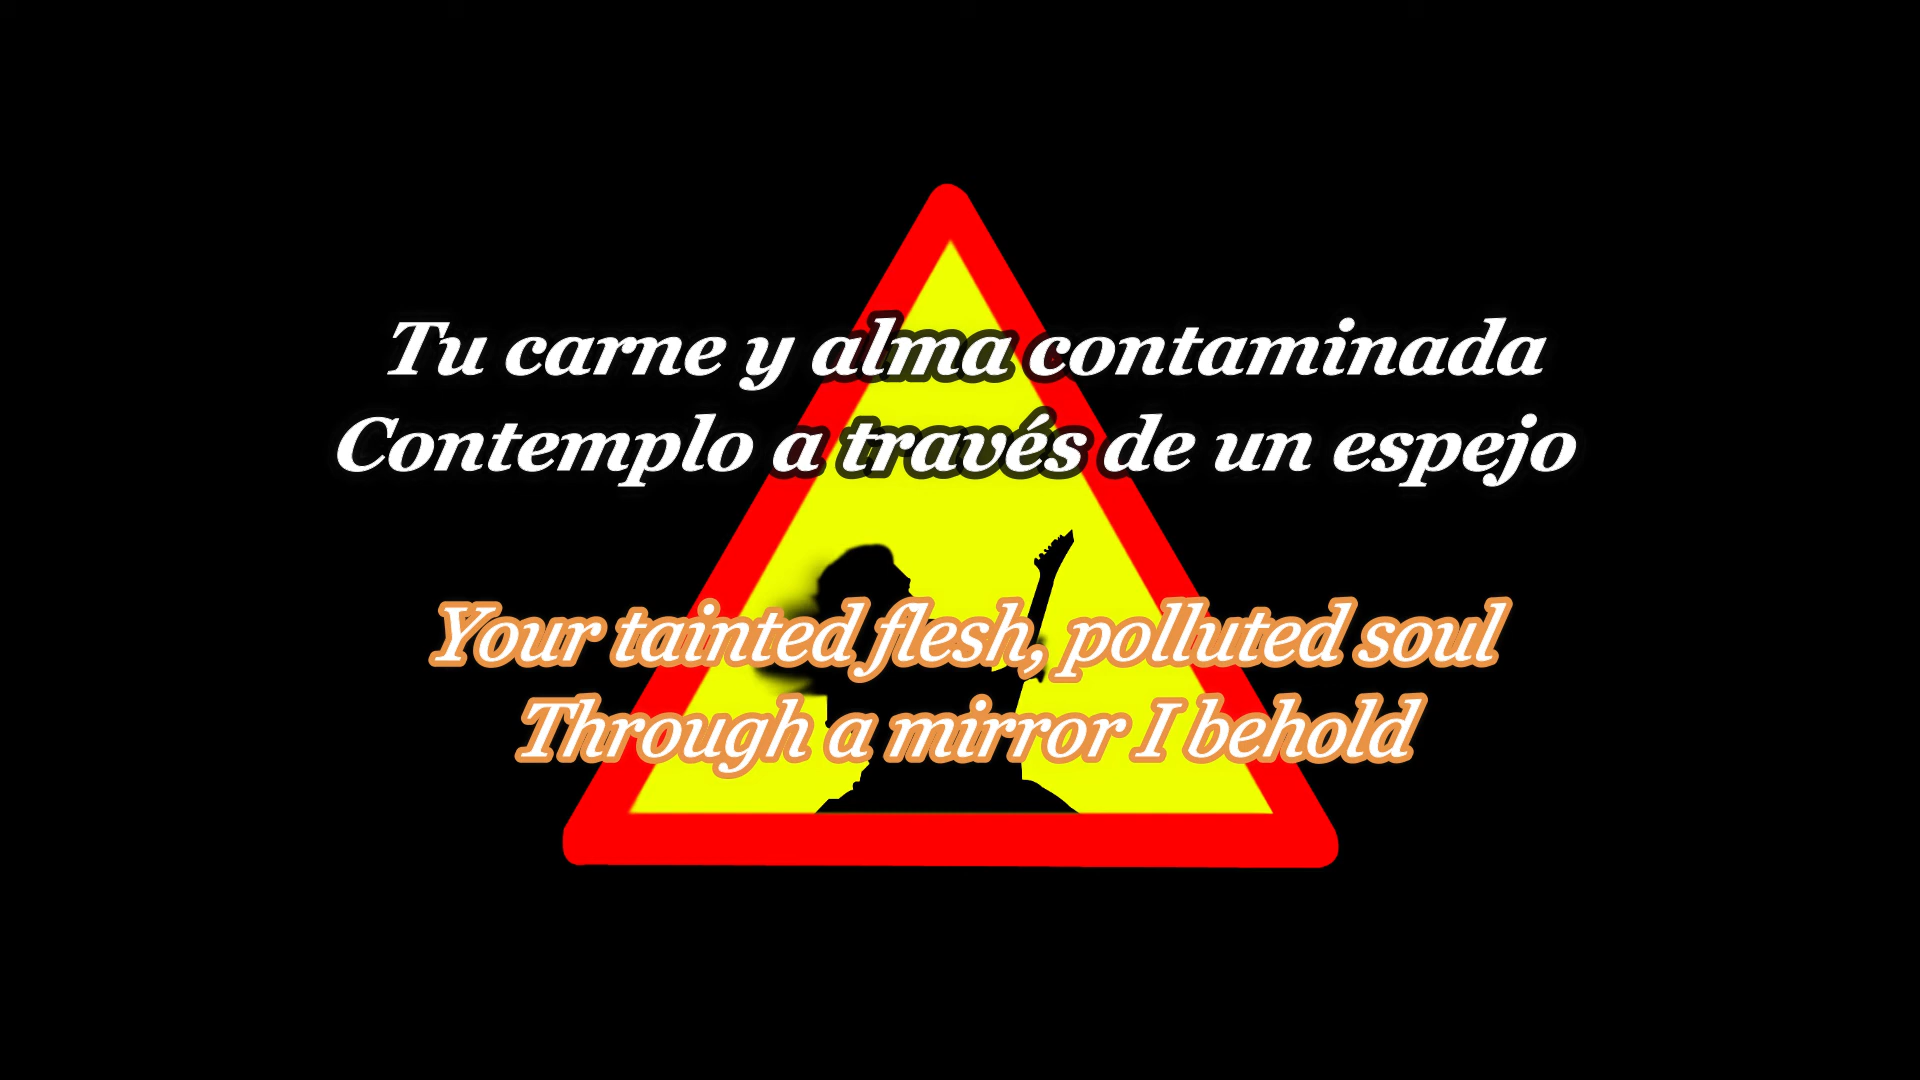 Tu carne y alma contaminada
Contemplo a través de un espejo
Your tainted flesh, polluted soul
Through a mirror I behold